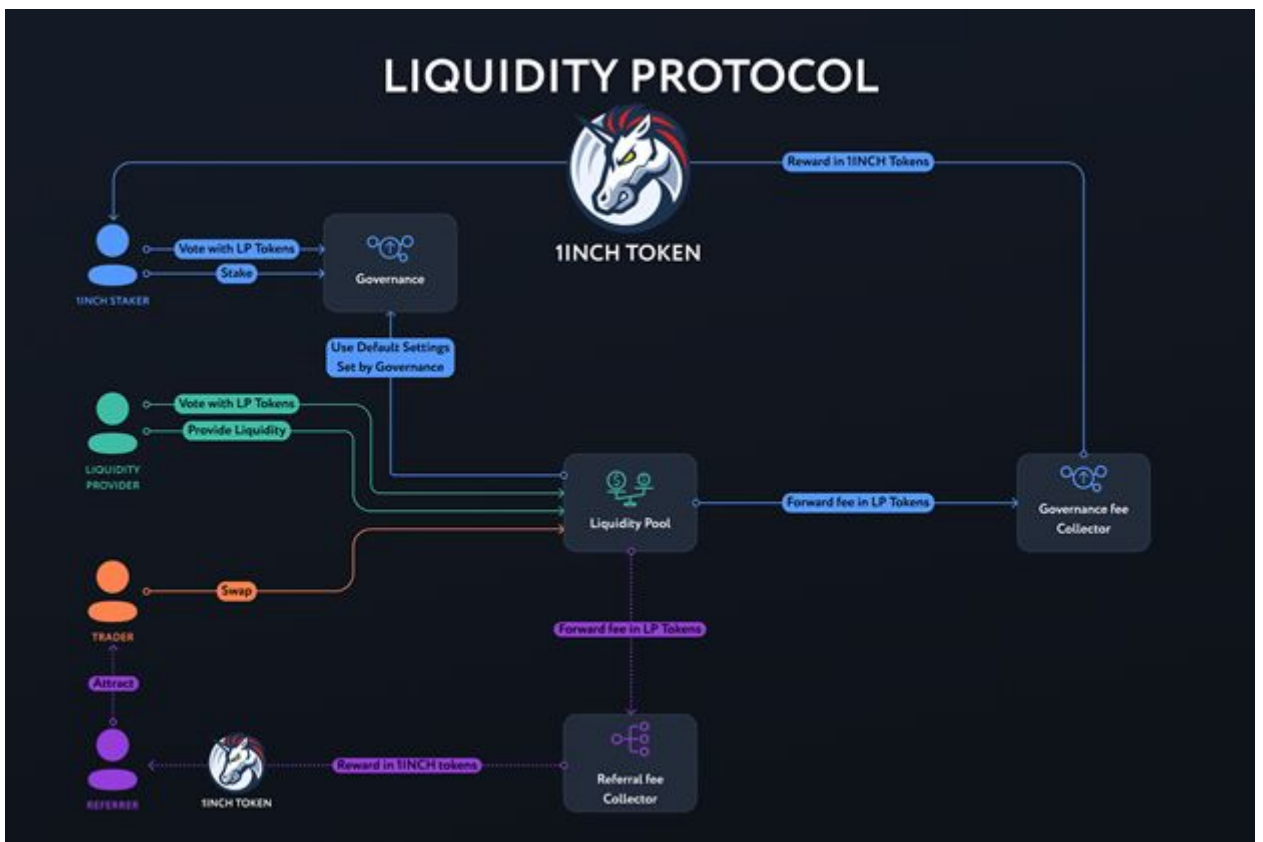 LIQUIDITY PROTOCOL
Reward in 1INCH Tokens
1INCH TOKEN
Vote with LP Tokens
Stake
1INCH STAKER
Governance
Use Default Settings
Set by Governance
Vote with LP Tokens
Provide Liquidity
LIQUIDITY
PROVIDER
Liquidity Pool
Forward fee in LP Tokens
Governance fee
Collector
Swap
TRADER
Forward fee in LP Tokens
Attract
Reward in 1INCH tokens
REFERRER
1INCH TOKEN
Referral fee
Collector